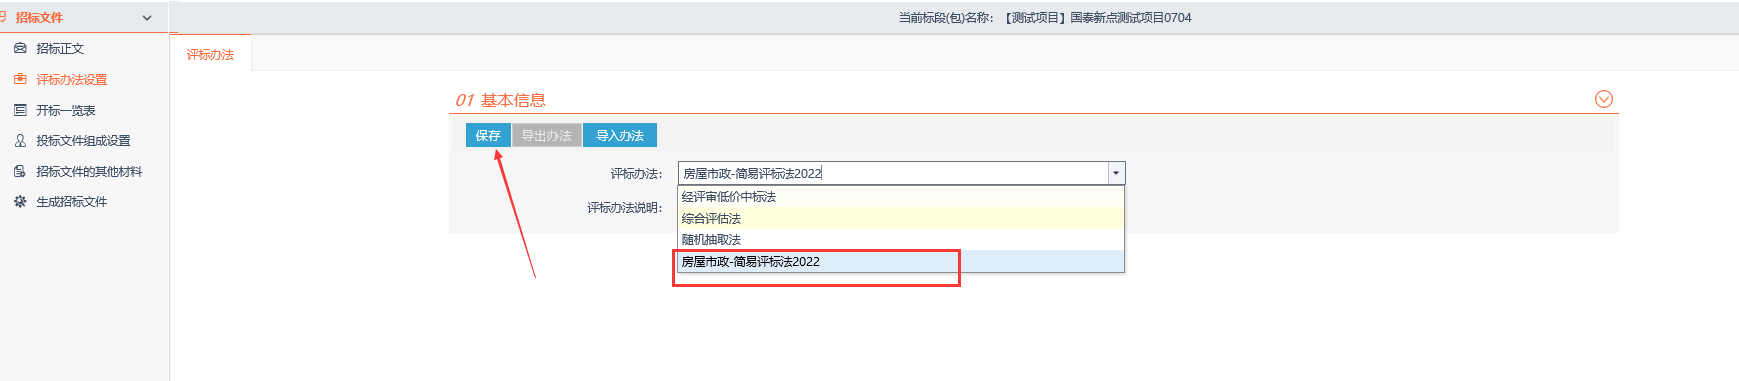 招标文件
当前标段(包)名称：【测试项目】国泰新点测试项目0704
招标正文
评标办法设置
开标一览表
投标文件组成设置
招标文件的其他材料
生成招标文件
评标办法
01 基本信息
保存 导出办法 导入办法
评标办法： 房屋市政-简易评标法2022
评标办法说明：
经评审低价中标法
综合评估法
随机抽取法
房屋市政-简易评标法2022